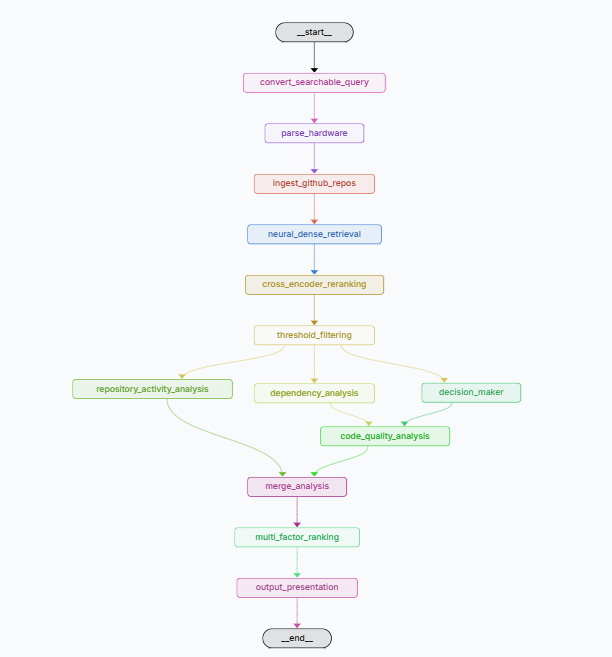 __start__
convert_searchable_query
parse_hardware
ingest_github_repos
neural_dense_retrieval
cross_encoder_reranking
threshold_filtering
repository_activity_analysis
dependency_analysis
decision_maker
code_quality_analysis
merge_analysis
multi_factor_ranking
output_presentation
__end__